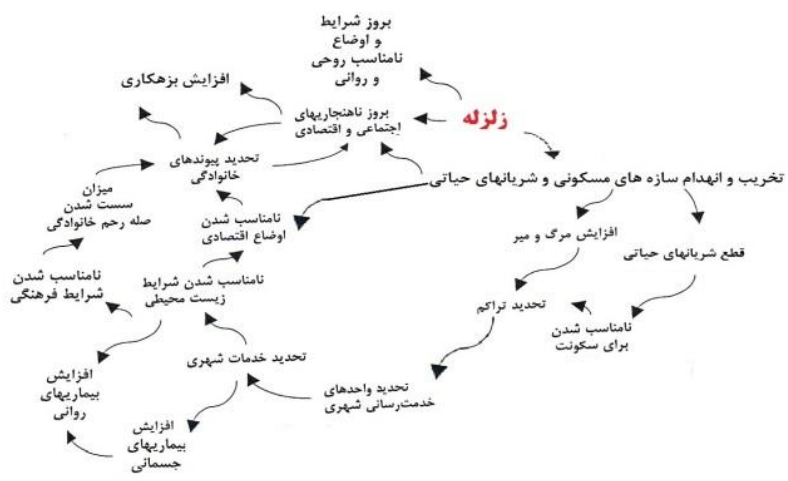 بروز شرایط
و اوضاع
نامناسب روحی
و روانی
افزایش بزهکاری
بروز ناهنجاریهای
اجتماعی و اقتصادی
زلزله
تحدید پیوندهای
خانوادگی
تخریب و انهدام سازه های مسکونی و شریانهای حیاتی
میزان
سست شدن
صله رحم خانوادگی
نامناسب شدن
اوضاع اقتصادی
افزایش مرگ و میر
قطع شریانهای حیاتی
نامناسب شدن
شرایط فرهنگی
نامناسب شدن شرایط
زیست محیطی
تحدید تراکم
نامناسب شدن
برای سکونت
تحدید خدمات شهری
افزایش
بیماریهای
روانی
تحدید واحدهای
خدمت‌رسانی شهری
افزایش
بیماریهای
جسمانی